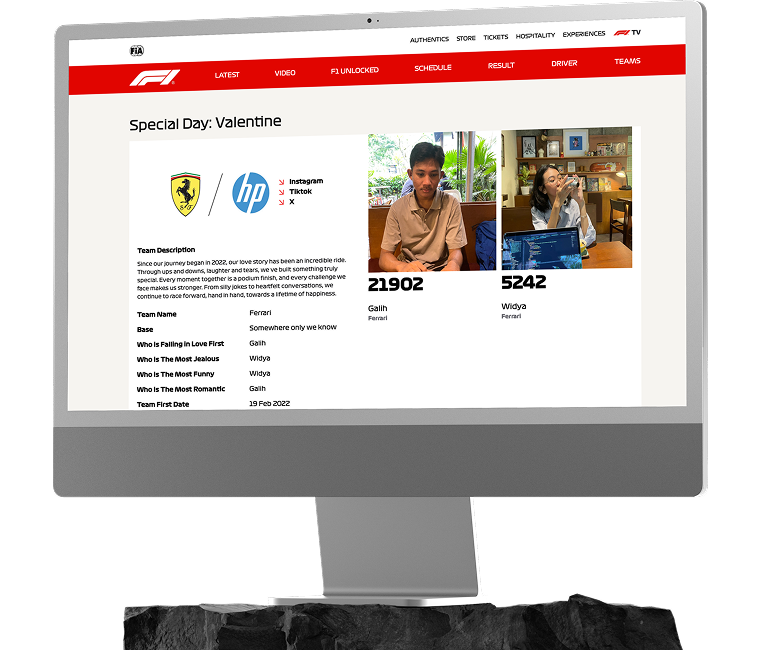 FIA
AUTHENTICS STORE TICKETS HOSPITALITY EXPERIENCES F1 TV
F1 LATEST VIDEO F1 UNLOCKED SCHEDULE RESULT DRIVER TEAMS
Special Day: Valentine
hp
Instagram
Tiktok
X
Team Description
Since our journey began in 2022, our love story has been an incredible ride.
Through ups and downs, laughter and tears, we've built something truly
special. Every moment together is a podium finish, and every challenge we
face makes us stronger. From silly jokes to heartfelt conversations, we
continue to race forward, hand in hand, towards a lifetime of happiness.
Team Name Ferrari
Base Somewhere only we know
Who Is Falling in Love First Galih
Who Is The Most Jealous Widya
Who Is The Most Funny Widya
Who Is The Most Romantic Galih
Team First Date 19 Feb 2022
21902
Galih
Ferrari
5242
Widya
Ferrari